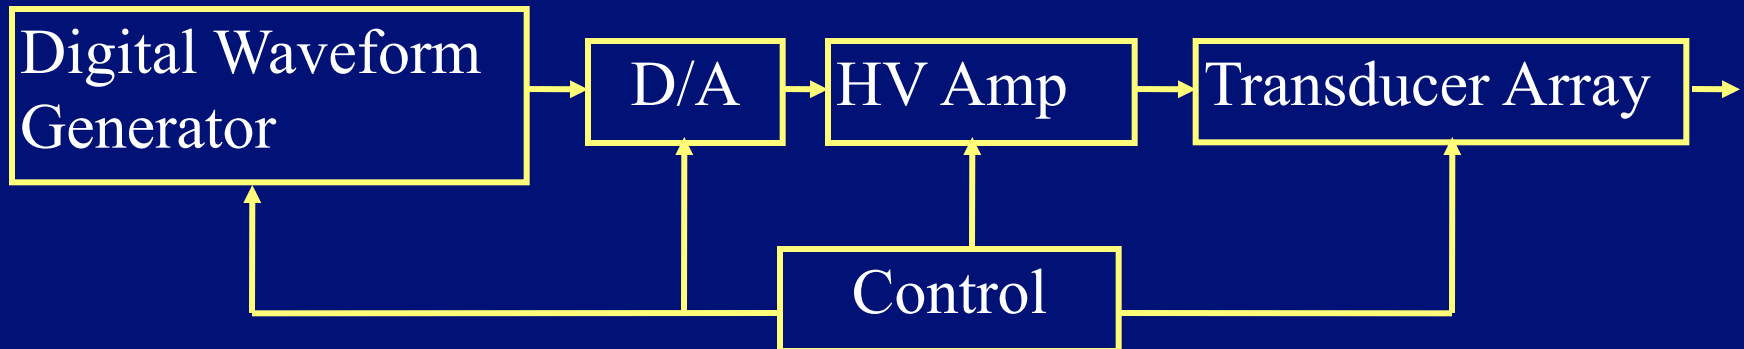 Digital Waveform
Generator
D/A
HV Amp
Transducer Array
Control